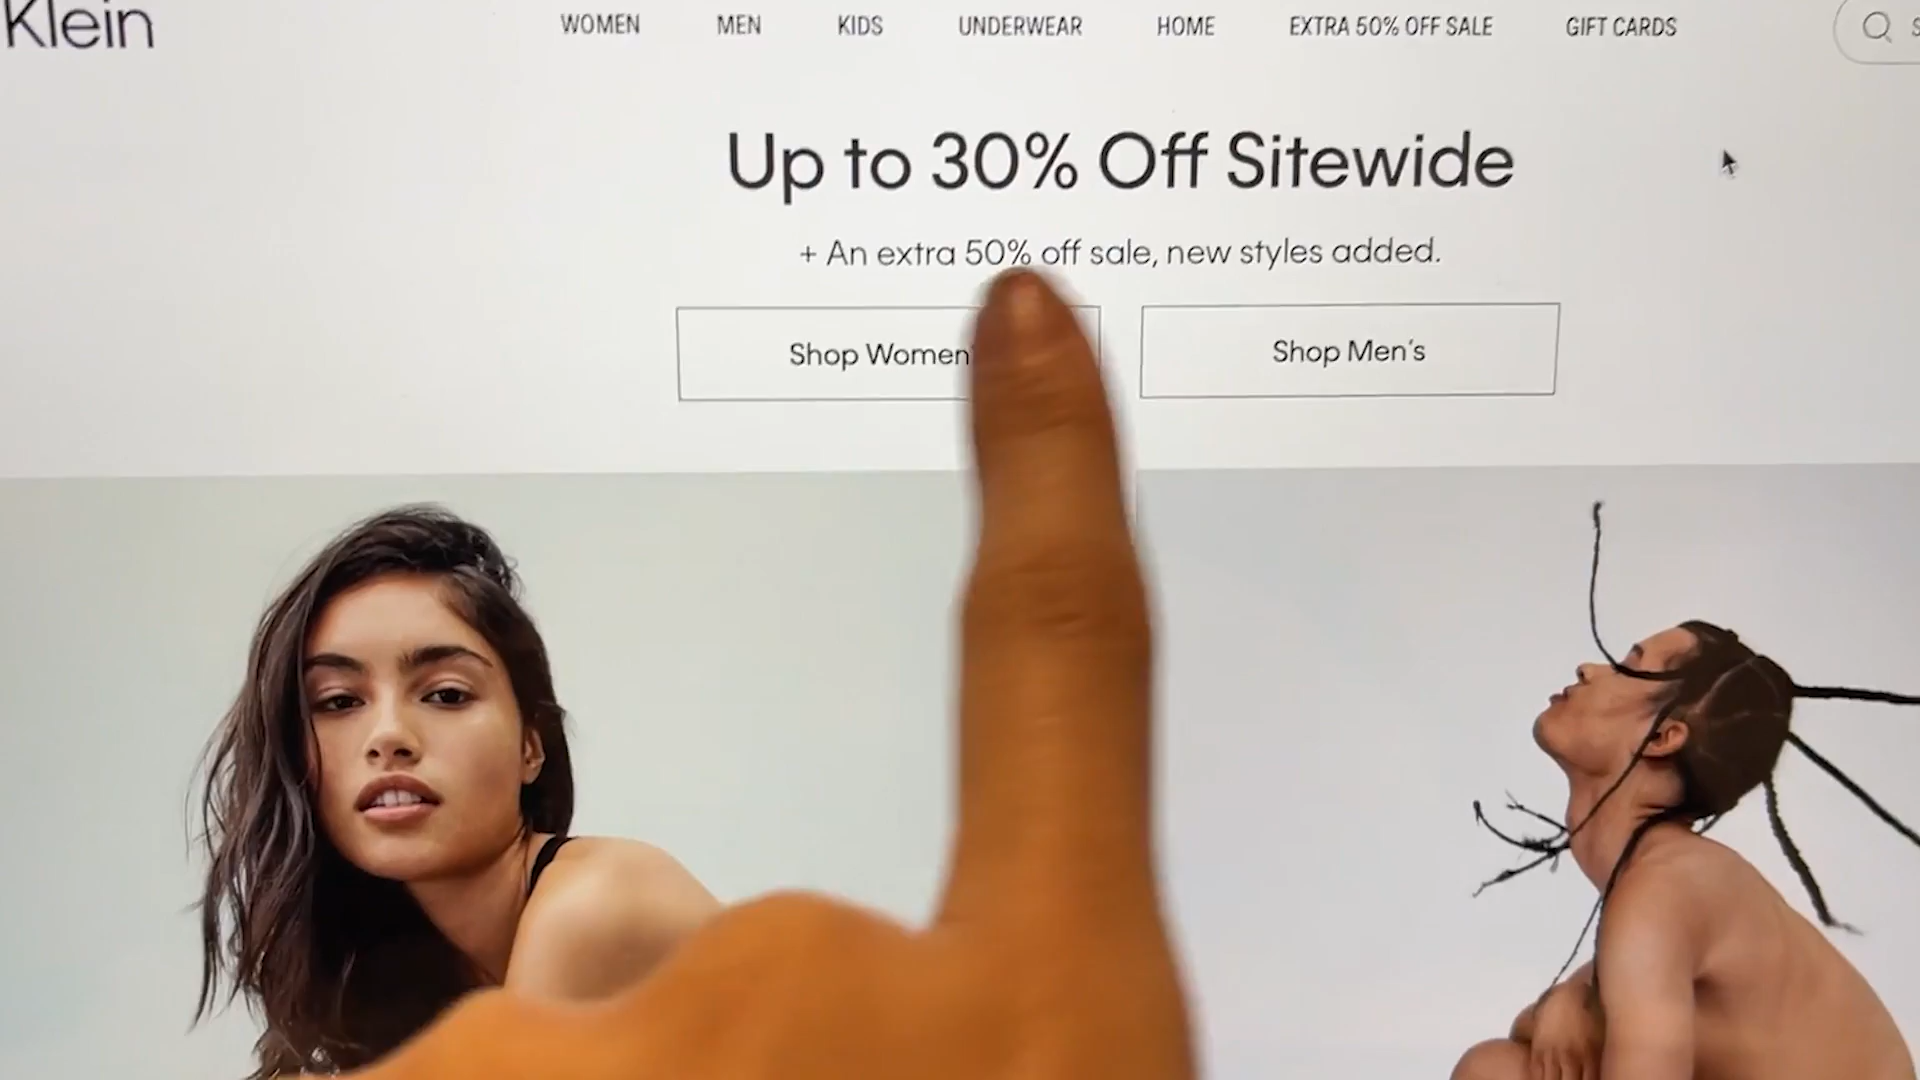 Klein
WOMEN MEN KIDS UNDERWEAR HOME EXTRA 50% OFF SALE GIFT CARDS
Up to 30% Off Sitewide
+ An extra 50% off sale, new styles added.
Shop Women' Shop Men's